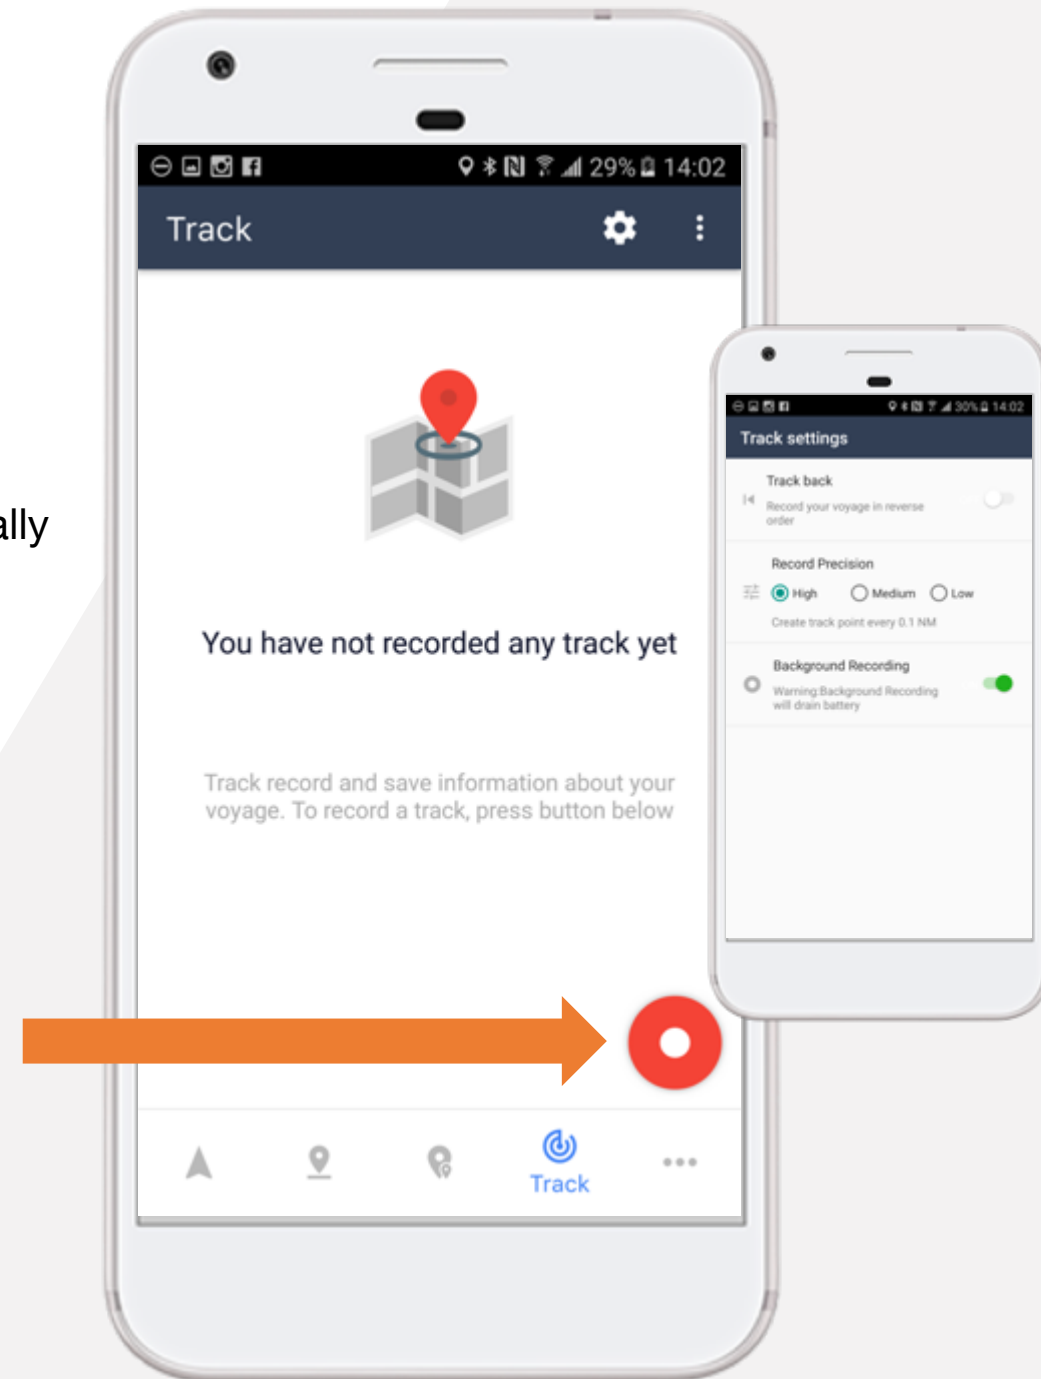 ally
29% 14:02
Track
You have not recorded any track yet
Track record and save information about your
voyage. To record a track, press button below
Track
30% 14:02
Track settings
Track back
Record your voyage in reverse
order
Record Precision
High Medium Low
Create track point every 0.1 NM
Background Recording
Warning:Background Recording
will drain battery